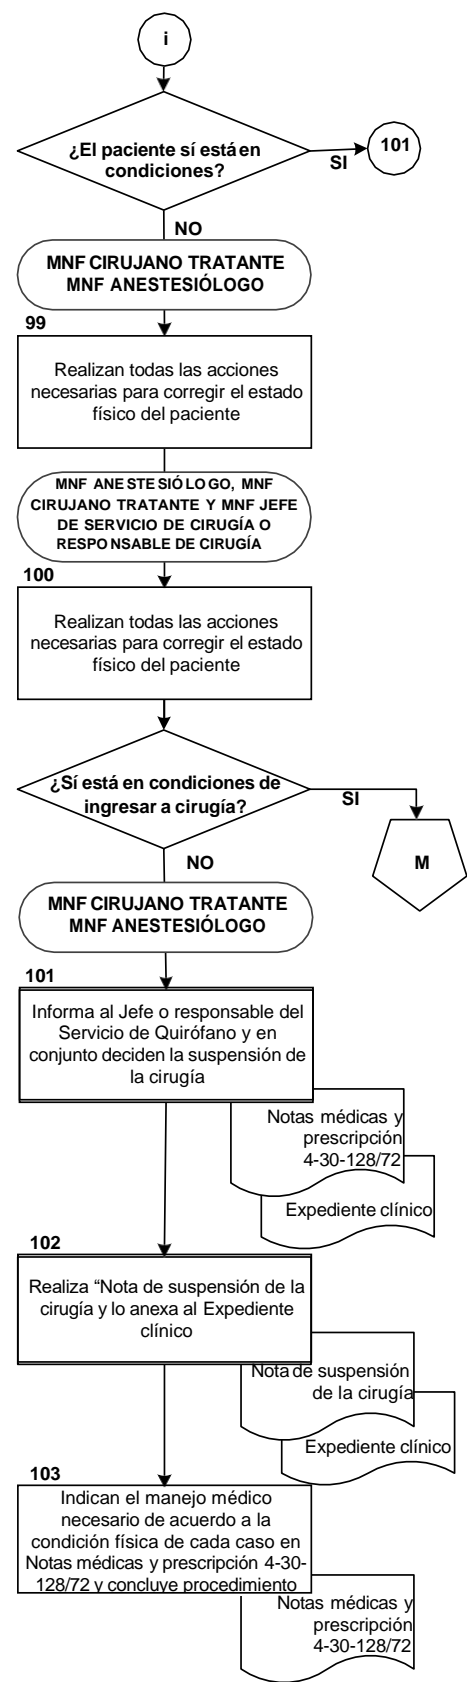 i
¿El paciente sí está en
condiciones?
SI
101
NO
MNF CIRUJANO TRATANTE
MNF ANESTESIÓLOGO
99
Realizan todas las acciones
necesarias para corregir el estado
físico del paciente
MNF ANESTESIÓLOGO, MNF
CIRUJANO TRATANTE Y MNF JEFE
DE SERVICIO DE CIRUGÍA O
RESPONSABLE DE CIRUGÍA
100
Realizan todas las acciones
necesarias para corregir el estado
físico del paciente
¿Sí está en condiciones de
ingresar a cirugía?
SI
M
NO
MNF CIRUJANO TRATANTE
MNF ANESTESIÓLOGO
101
Informa al Jefe o responsable del
Servicio de Quirófano y en
conjunto deciden la suspensión de
la cirugía
Notas médicas y
prescripción
4-30-128/72
Expediente clínico
102
Realiza “Nota de suspensión de la
cirugía y lo anexa al Expediente
clínico
Nota de suspensión
de la cirugía
Expediente clínico
103
Indican el manejo médico
necesario de acuerdo a la
condición física de cada caso en
Notas médicas y prescripción 4-30-
128/72 y concluye procedimiento
Notas médicas y
prescripción
4-30-128/72